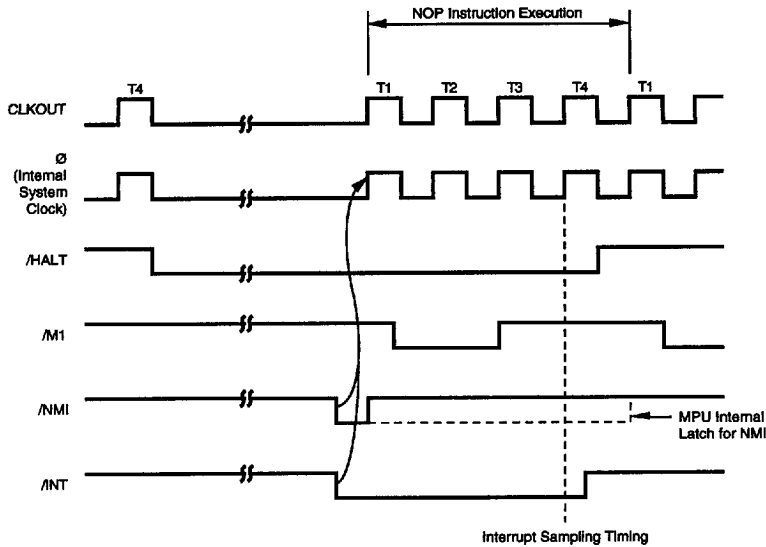 NOP Instruction Execution
T4
T1
T2
T3
T4
T1
CLKOUT
Ø
(Internal
System
Clock)
/HALT
/M1
/NMI
MPU Internal
Latch for NMI
/INT
Interrupt Sampling Timing